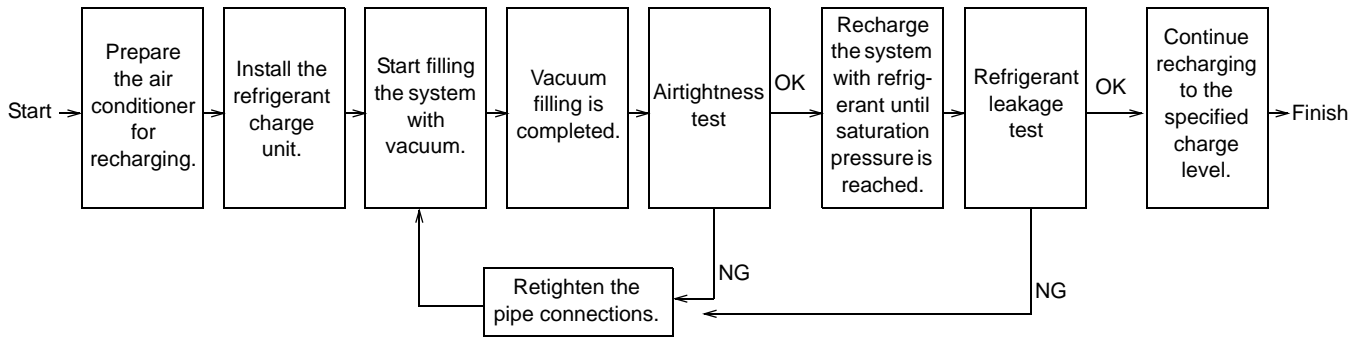 Start
Prepare
the air
conditioner
for
recharging.
Install the
refrigerant
charge
unit.
Start filling
the system
with
vacuum.
Vacuum
filling is
completed.
Airtightness
test
OK
Recharge
the system
with refrig-
erant until
saturation
pressure is
reached.
Refrigerant
leakage
test
OK
Continue
recharging
to the
specified
charge
level.
Finish
NG
Retighten the
pipe connections.
NG